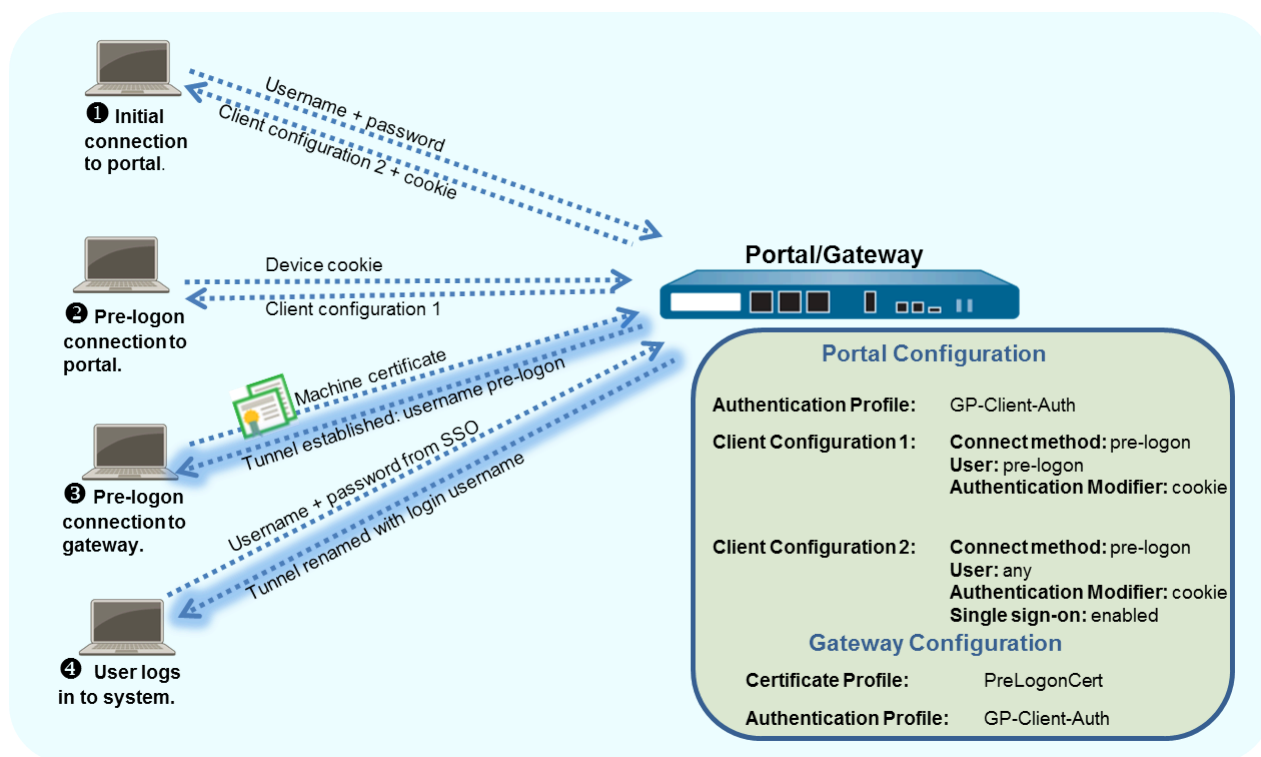 ❶ Initial
connection
to portal.
Username + password
Client configuration 2 + cookie
❷ Pre-logon
connection to
portal.
Device cookie
Client configuration 1
❸ Pre-logon
connection to
gateway.
Machine certificate
Tunnel established: username pre-logon
❹ User logs
in to system.
Username + password from SSO
Tunnel renamed with login username
Portal/Gateway
Portal Configuration
Authentication Profile: GP-Client-Auth
Client Configuration 1: Connect method: pre-logon
User: pre-logon
Authentication Modifier: cookie
Client Configuration 2: Connect method: pre-logon
User: any
Authentication Modifier: cookie
Single sign-on: enabled
Gateway Configuration
Certificate Profile: PreLogonCert
Authentication Profile: GP-Client-Auth